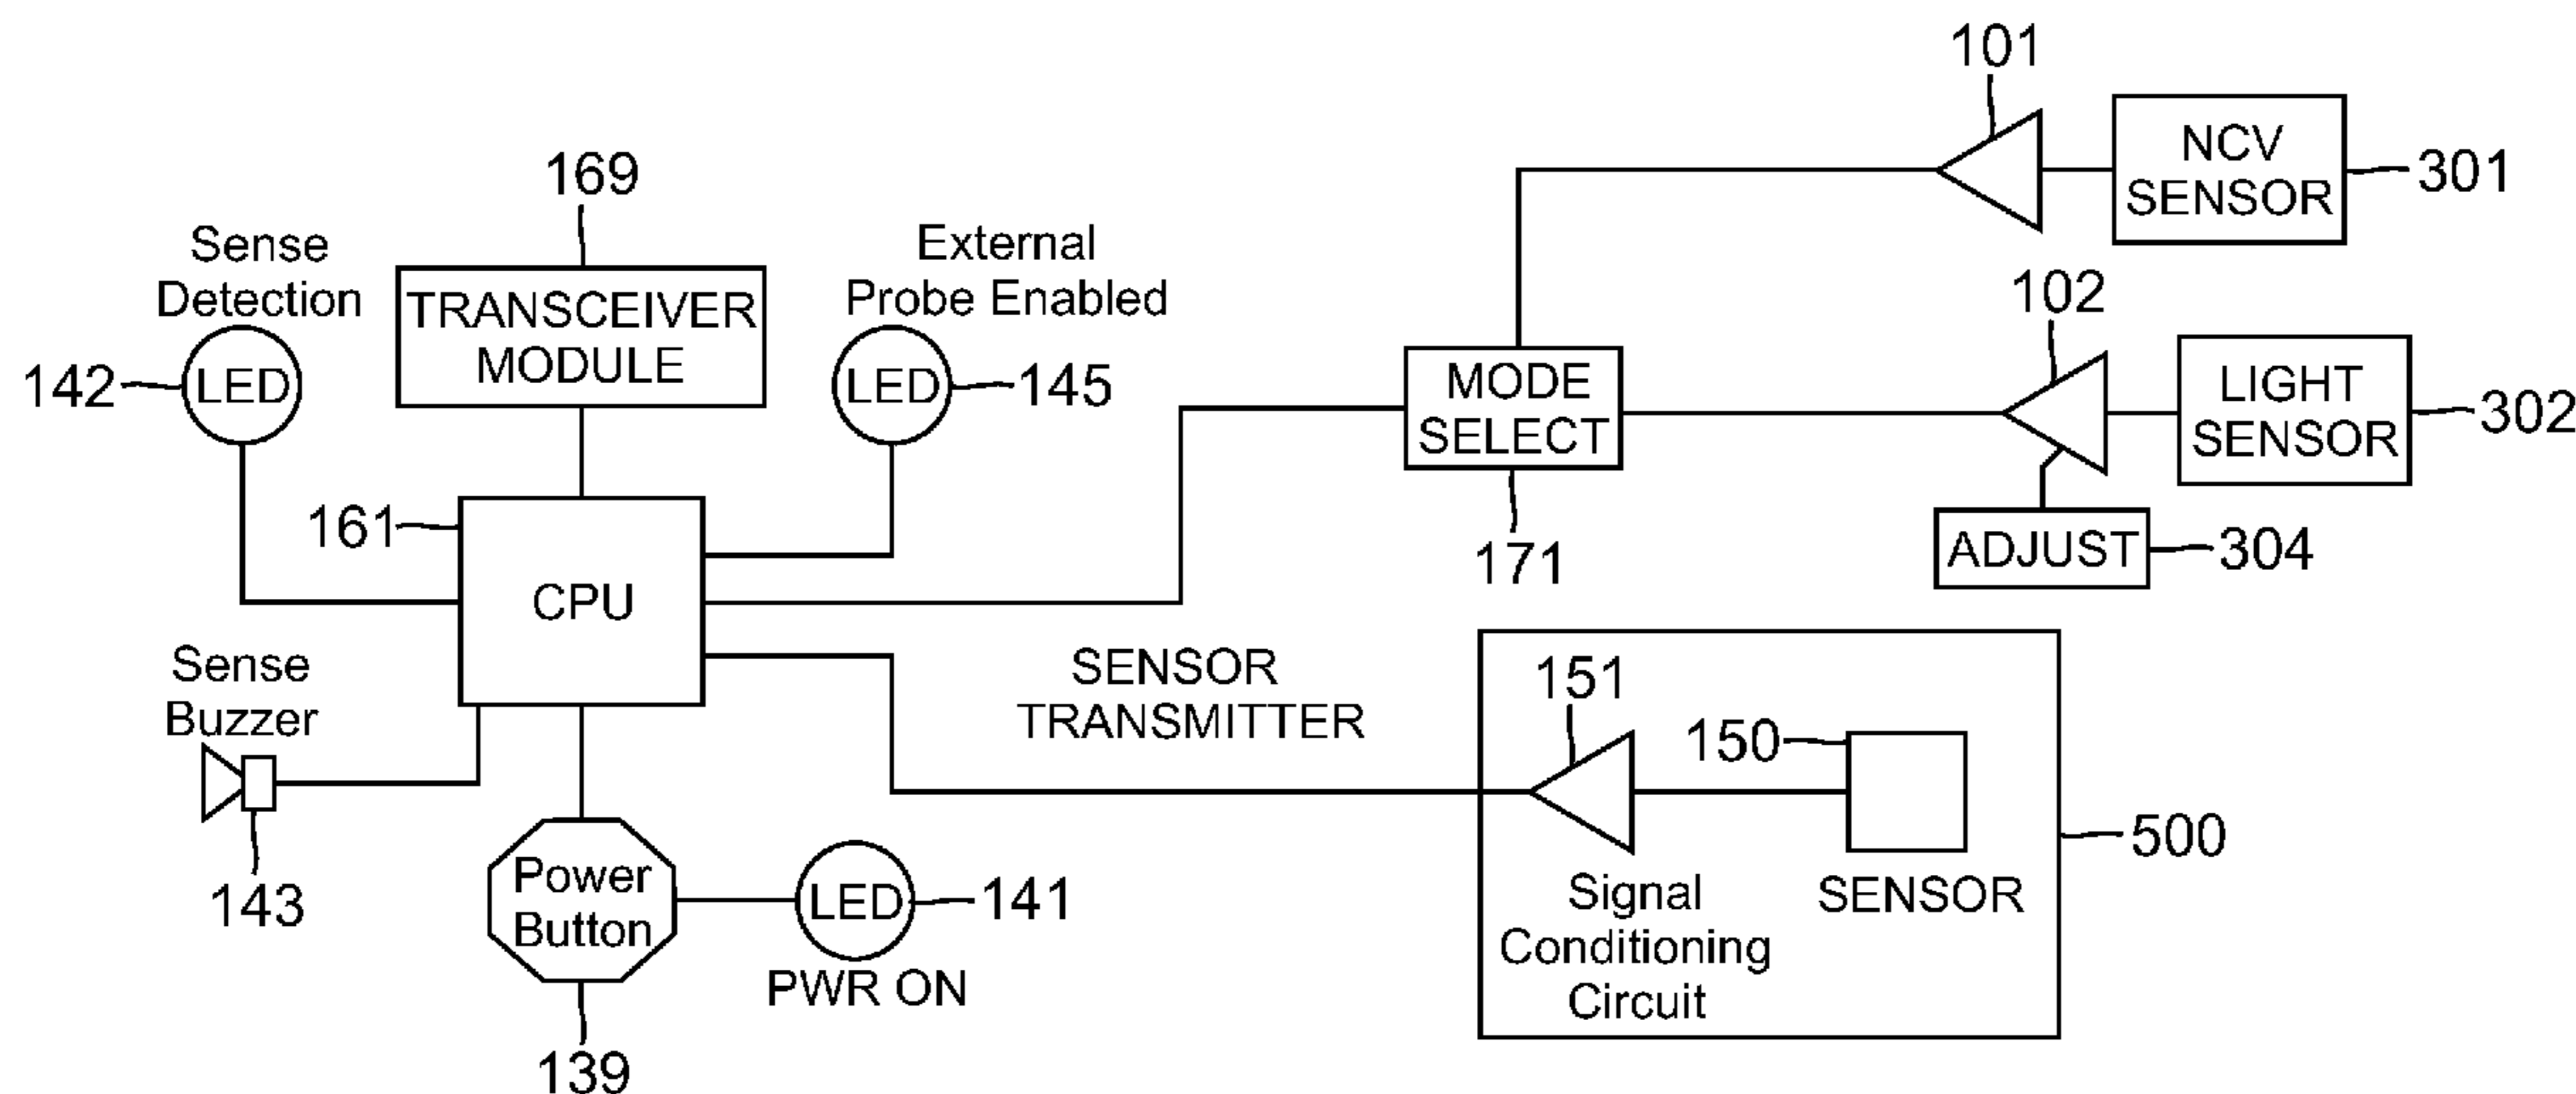 101
NCV
SENSOR
301
169
Sense
Detection
External
Probe Enabled
TRANSCEIVER
MODULE
102
142
LED
LED
145
MODE
SELECT
LIGHT
SENSOR
302
161
CPU
171
ADJUST
304
Sense
Buzzer
SENSOR
TRANSMITTER
151
150
500
143
Power
Button
LED
141
PWR ON
Signal
Conditioning
Circuit
SENSOR
139